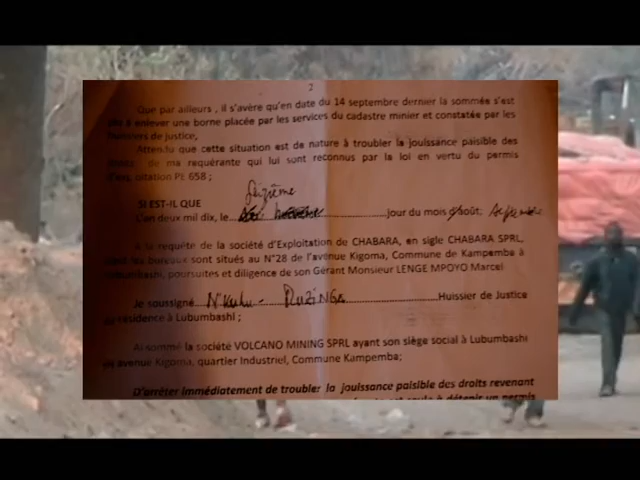 2
Que par ailleurs , il s'avère qu'en date du 14 septembre dernier la sommée s'est
à enlever une borne placée par les services du cadastre minier et constatée par les
de justice,
Attendu que cette situation est de nature à troubler la jouissance paisible des
de ma requérante qui lui sont reconnus par la loi en vertu du permis
PE 658 ;
Seizième
SI EST-IL QUE
L'an deux mil dix, le jour du mois d'août: Septembre
A la requête de la société d'Exploitation de CHABARA, en sigle CHABARA SPRL,
les bureaux sont situés au N°28 de l'avenue Kigoma, Commune de Kampemba à
Lubumbashi, poursuites et diligence de son Gérant Monsieur LENGE MPOYO Marcel
Je soussigné Huissier de Justice
de résidence à Lubumbashi ;
Ai sommé la société VOLCANO MINING SPRL ayant son siège social à Lubumbashi
avenue Kigoma, quartier Industriel, Commune Kampemba;
D'arrêter immédiatement de troubler la jouissance paisible des droits revenant